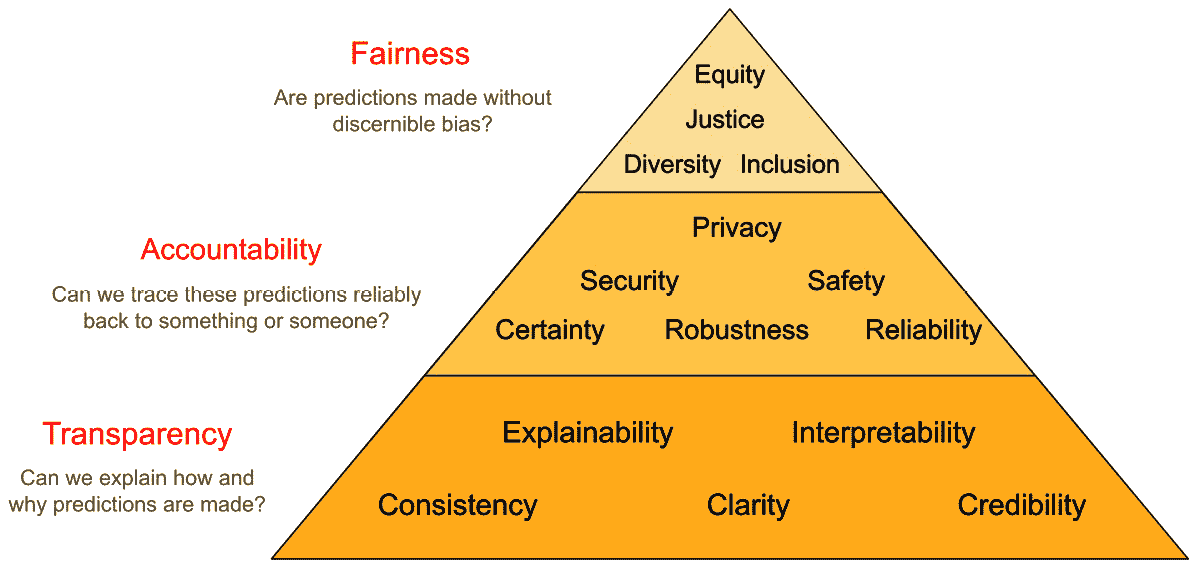 Fairness
Are predictions made without
discernible bias?
Equity
Justice
Diversity Inclusion
Accountability
Can we trace these predictions reliably
back to something or someone?
Privacy
Security Safety
Certainty Robustness Reliability
Transparency
Can we explain how and
why predictions are made?
Explainability Interpretability
Consistency Clarity Credibility